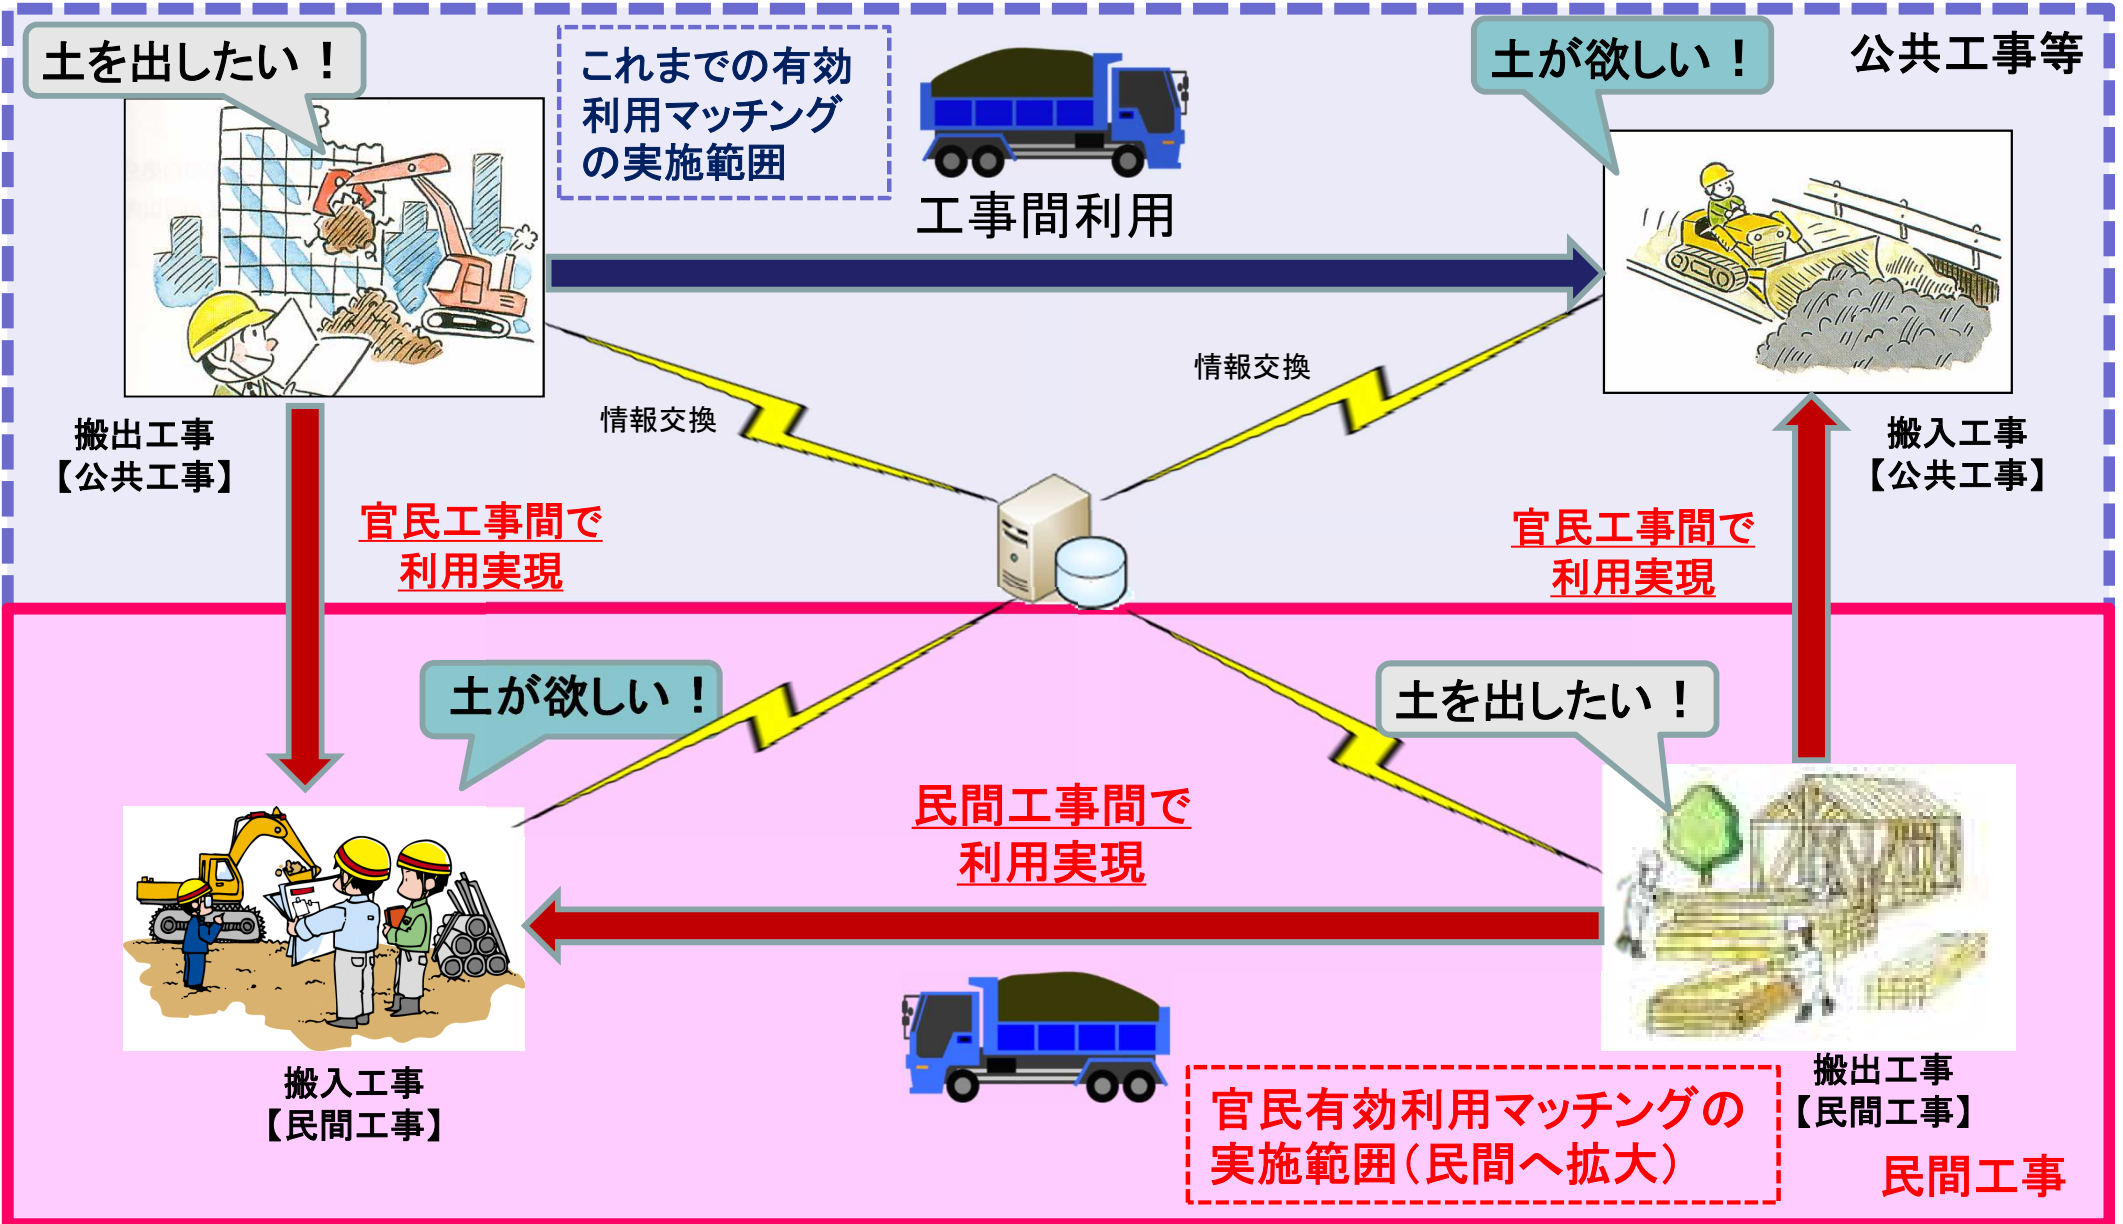 土を出したい！
これまでの有効
利用マッチング
の実施範囲
土が欲しい！
公共工事等
工事間利用
情報交換
情報交換
搬出工事
【公共工事】
搬入工事
【公共工事】
官民工事間で
利用実現
官民工事間で
利用実現
土が欲しい！
土を出したい！
民間工事間で
利用実現
搬入工事
【民間工事】
搬出工事
【民間工事】
官民有効利用マッチングの
実施範囲（民間へ拡大）
民間工事